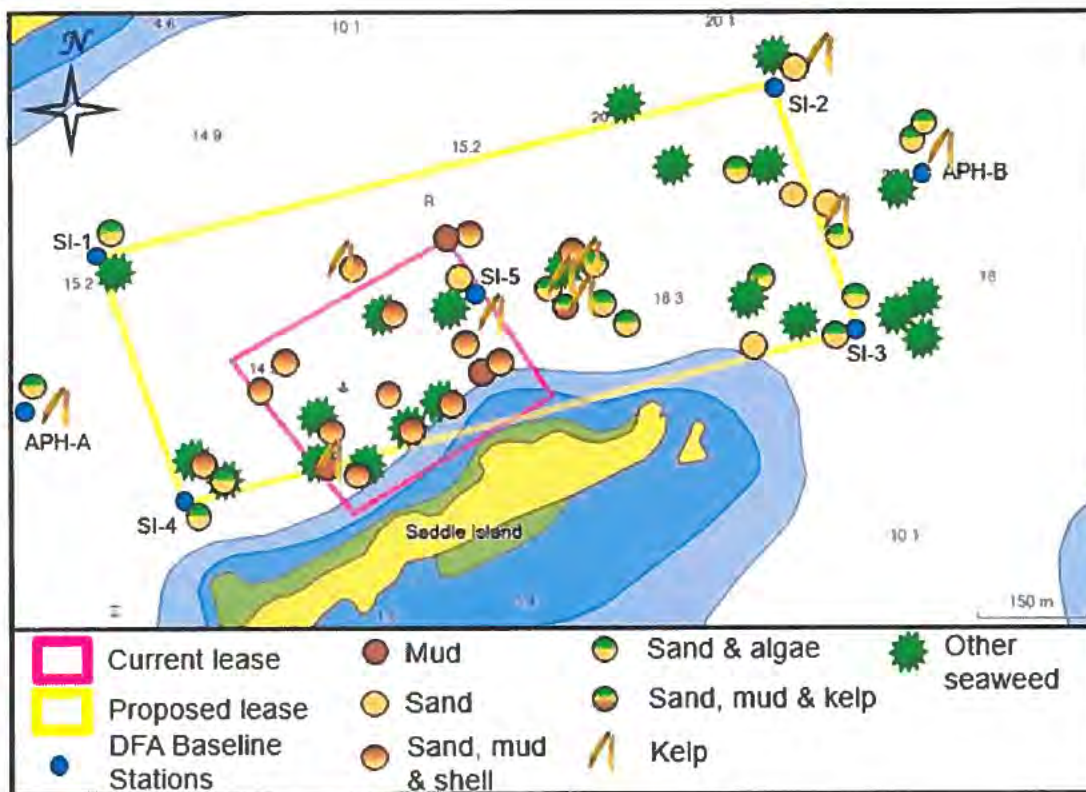 4 6
10 1
20 1
N
SI-2
14 9
15.2
20
APH-B
R
SI-1
15 2
SI-5
18 3
18
SI-3
14
APH-A
SI-4
Saddle Island
10 1
150 m
Current lease
Mud
Sand & algae
Other
seaweed
Proposed lease
Sand
Sand, mud & kelp
DFA Baseline
Stations
Sand, mud
& shell
Kelp